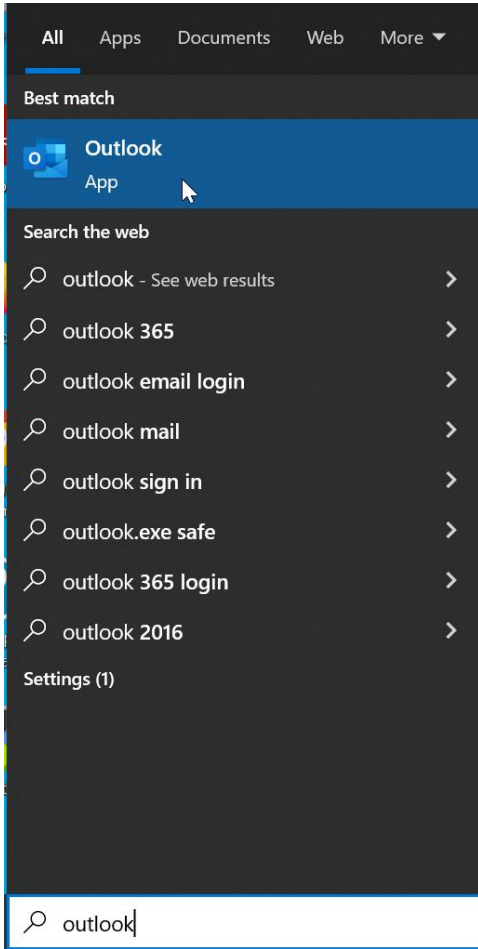 All Apps Documents Web More
Best match
Outlook
App
Search the web
outlook - See web results
outlook 365
outlook email login
outlook mail
outlook sign in
outlook.exe safe
outlook 365 login
outlook 2016
Settings (1)
outlook